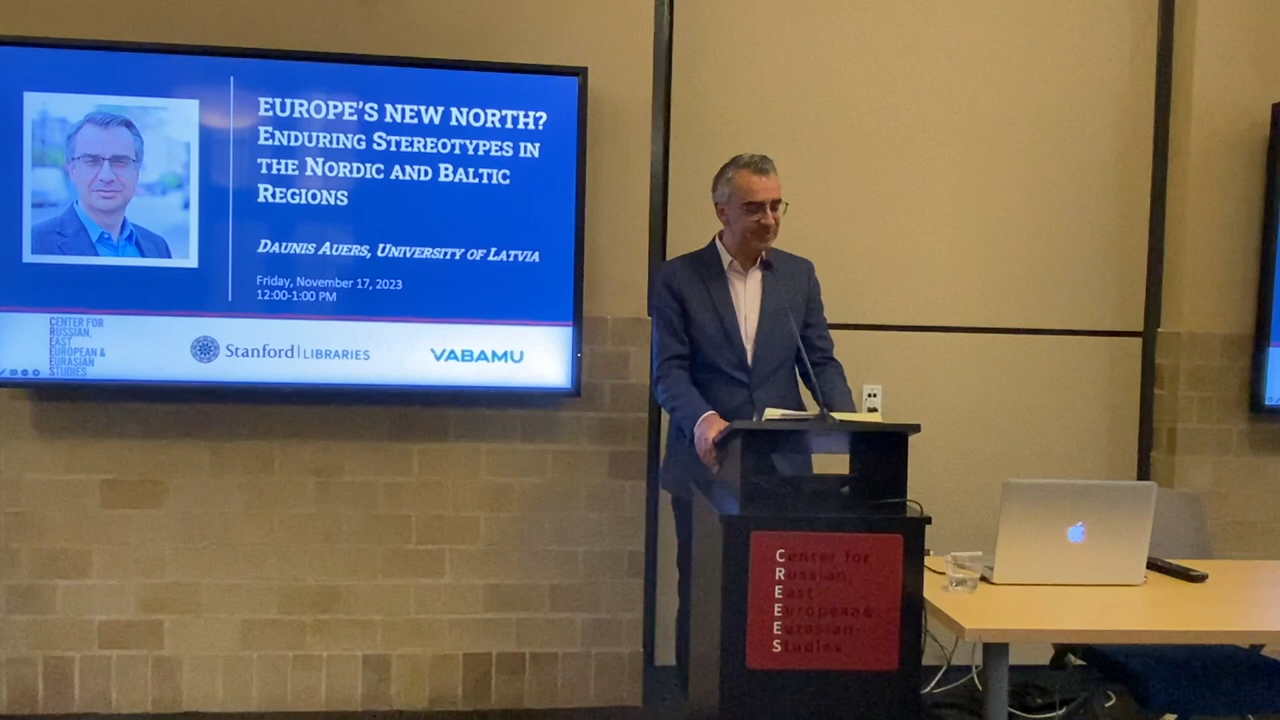 EUROPE'S NEW NORTH?
ENDURING STEREOTYPES IN
THE NORDIC AND BALTIC
REGIONS
DAUNIS AUERS, UNIVERSITY OF LATVIA
Friday, November 17, 2023
12:00-1:00 PM
CENTER FOR
RUSSIAN,
EAST
EUROPEAN &
EURASIAN
STUDIES
Stanford | LIBRARIES
VABAMU
Center for
Russian,
East
European &
Eurasian
Studies